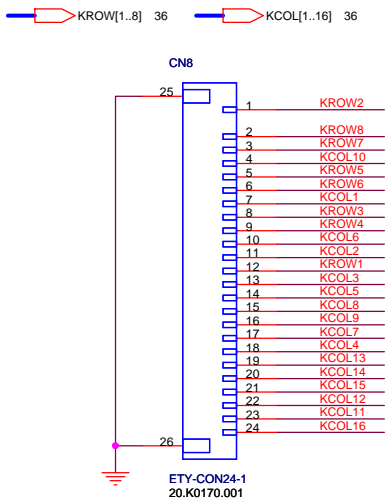 KROW[1..8] 36 KCOL[1..16] 36
CN8
25
1 KROW2
2 KROW8
3 KROW7
4 KCOL10
5 KROW5
6 KROW6
7 KCOL1
8 KROW3
9 KROW4
10 KCOL6
11 KCOL2
12 KROW1
13 KCOL3
14 KCOL5
15 KCOL8
16 KCOL9
17 KCOL7
18 KCOL4
19 KCOL13
20 KCOL14
21 KCOL15
22 KCOL12
23 KCOL11
24 KCOL16
26
ETY-CON24-1
20.K0170.001